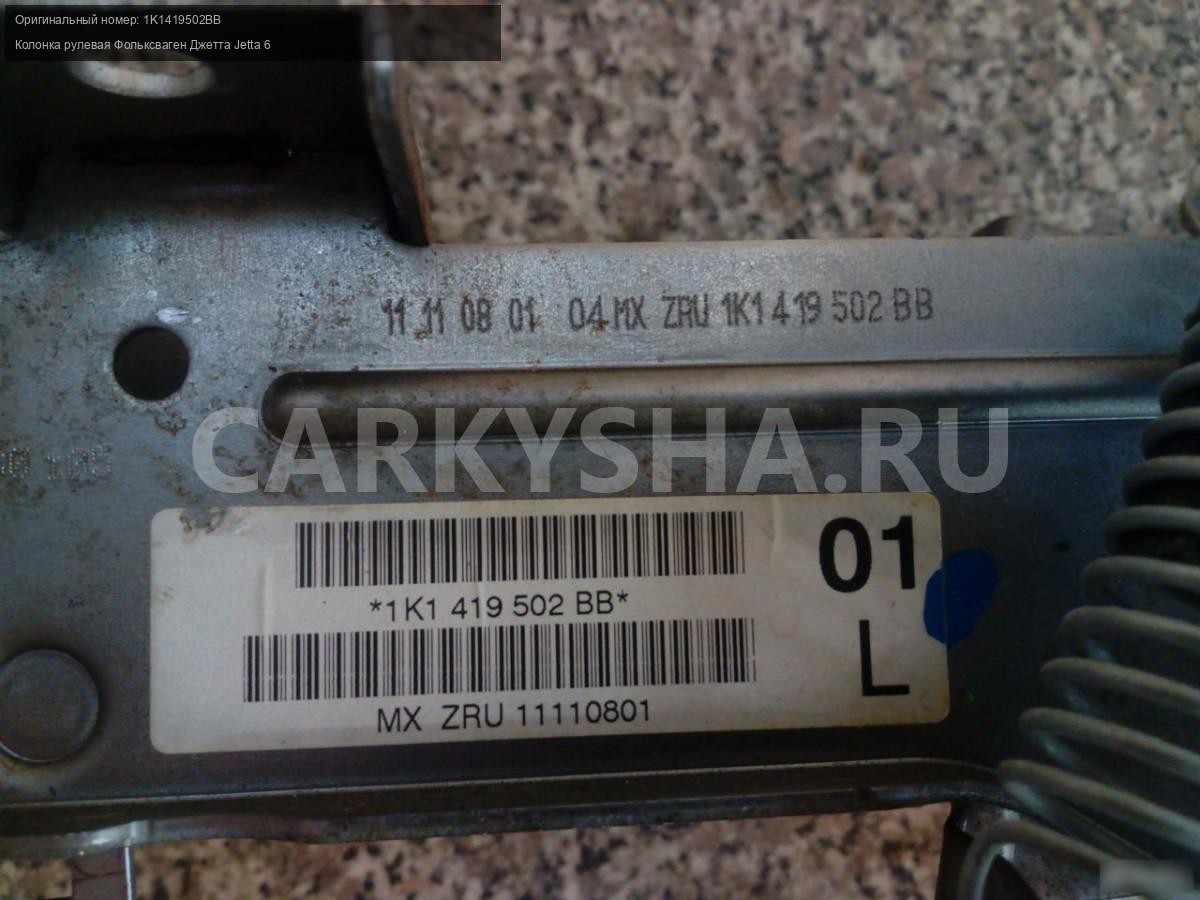 Оригинальный номер: 1K1419502BB
Колонка рулевая Фольксваген Джетта Jetta 6
11 11 08 01 04 MX ZRU 1K1 419 502 BB
CARKYSHA.RU
01
*1K1 419 502 BB*
L
MX ZRU 11110801